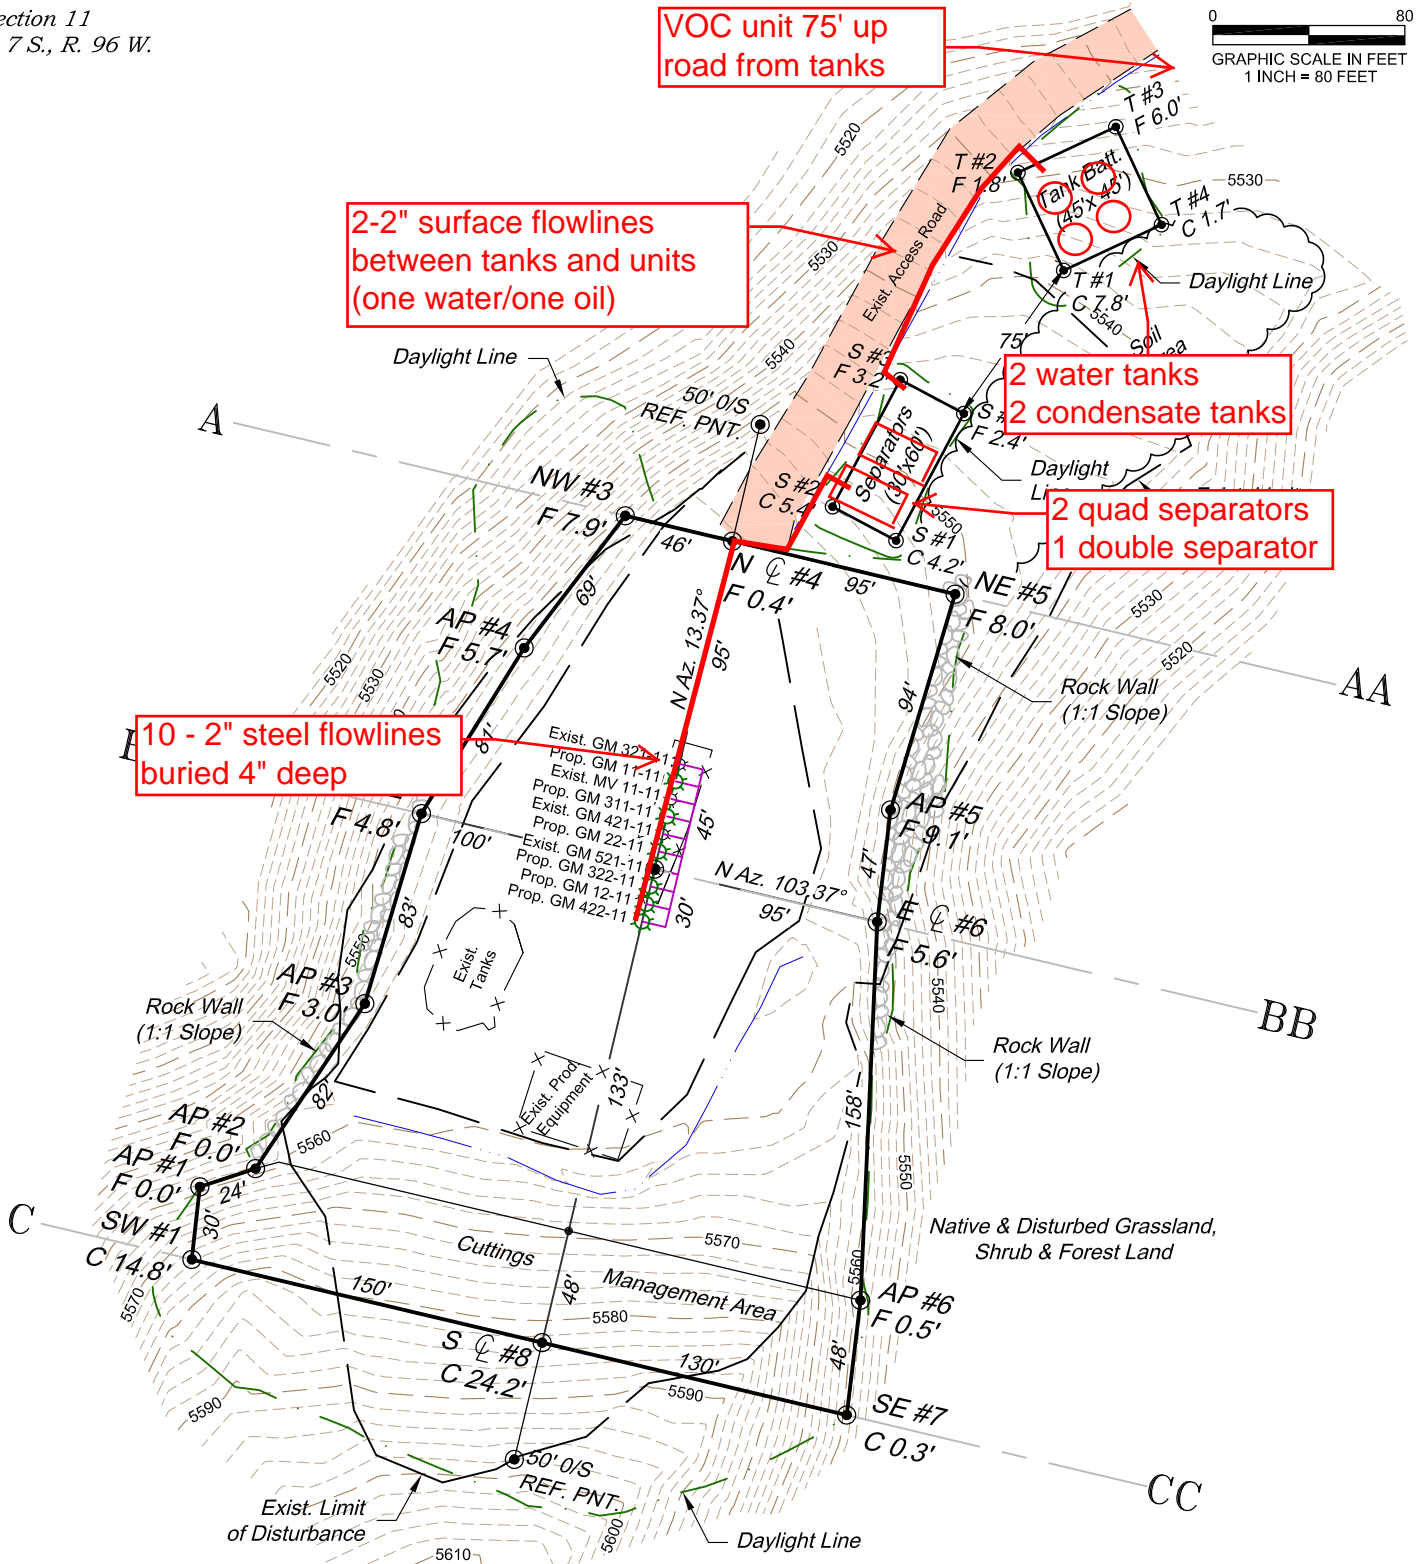 ection 11
7 S., R. 96 W.
VOC unit 75' up
road from tanks
0 80
GRAPHIC SCALE IN FEET
1 INCH = 80 FEET
T #3
F 6.0'
5520
T #2
F 1.8'
Tank Batt.
(45'x 45')
5530
T #4
C 1.7'
2-2" surface flowlines
between tanks and units
(one water/one oil)
5530
Exist. Access Road
T #1
C 7.8'
Daylight Line
5540
Soil
75'
Daylight Line
5540
S #3
F 3.2'
2 water tanks
2 condensate tanks
50' O/S
REF. PNT.
A
S #
F 2.4'
Separators
(30'x60')
Daylight
NW #3
F 7.9'
S #2
C 5.4'
5550
2 quad separators
1 double separator
S #1
C 4.2'
46'
N ℄ #4
F 0.4'
95'
NE #5
F 8.0'
5530
69'
AP #4
F 5.7'
N Az. 13.37°
95'
5520
5520
5530
94'
Rock Wall
(1:1 Slope)
AA
10 - 2" steel flowlines
buried 4" deep
81'
Exist. GM 321-11
Prop. GM 11-11
Exist. MV 11-11
Prop. GM 311-11
Exist. GM 421-11
Prop. GM 22-11
Exist. GM 521-11
Prop. GM 322-11
Prop. GM 12-11
Prop. GM 422-11
45'
30'
F 4.8'
100'
AP #5
F 9.1'
47'
N Az. 103.37°
95'
E ℄ #6
F 5.6'
83'
5550
Exist.
Tanks
AP #3
F 3.0'
5540
Rock Wall
(1:1 Slope)
BB
Rock Wall
(1:1 Slope)
82'
Exist. Prod.
Equipment
133'
158'
AP #2
F 0.0'
5560
AP #1
F 0.0'
24'
30'
5550
C
SW #1
C 14.8'
Native & Disturbed Grassland,
Shrub & Forest Land
Cuttings
Management Area
5570
5560
150'
48'
5580
AP #6
F 0.5'
5570
S ℄ #8
C 24.2'
130'
48'
5590
5590
SE #7
C 0.3'
50' O/S
REF. PNT.
CC
Exist. Limit
of Disturbance
5600
Daylight Line
5610